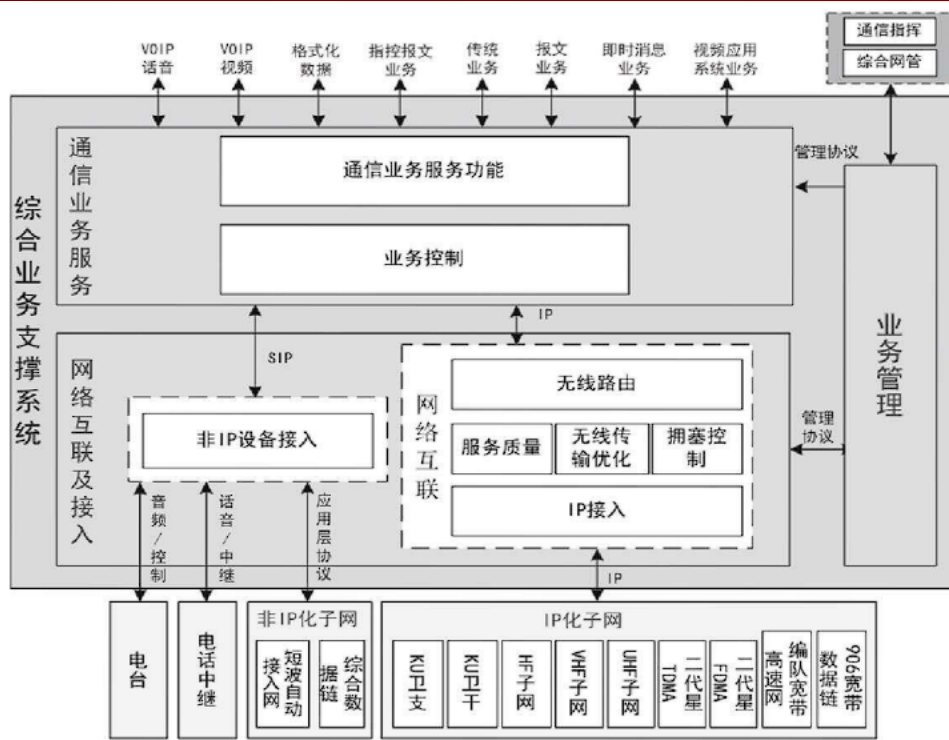 VOIP
话音
VOIP
视频
格式化
数据
指控报文
业务
传统
业务
报文
业务
即时消息
业务
视频应用
系统业务
通信指挥
综合网管
综合业务支撑系统
通信业务服务
通信业务服务功能
业务控制
管理协议
业务管理
SIP
IP
网络互联及接入
非IP设备接入
网络互联
无线路由
服务质量
无线传
输优化
拥塞控
制
IP接入
管理
协议
音频/控制
话音/中继
应用层协议
IP
电台
电话中继
非IP化子网
短波自动
接入网
综合数
据链
IP化子网
KU卫支
KU卫干
HF子网
VHF子网
UHF子网
二代星
TDMA
二代星
FDMA
编队宽带
高速网
906宽带
数据链